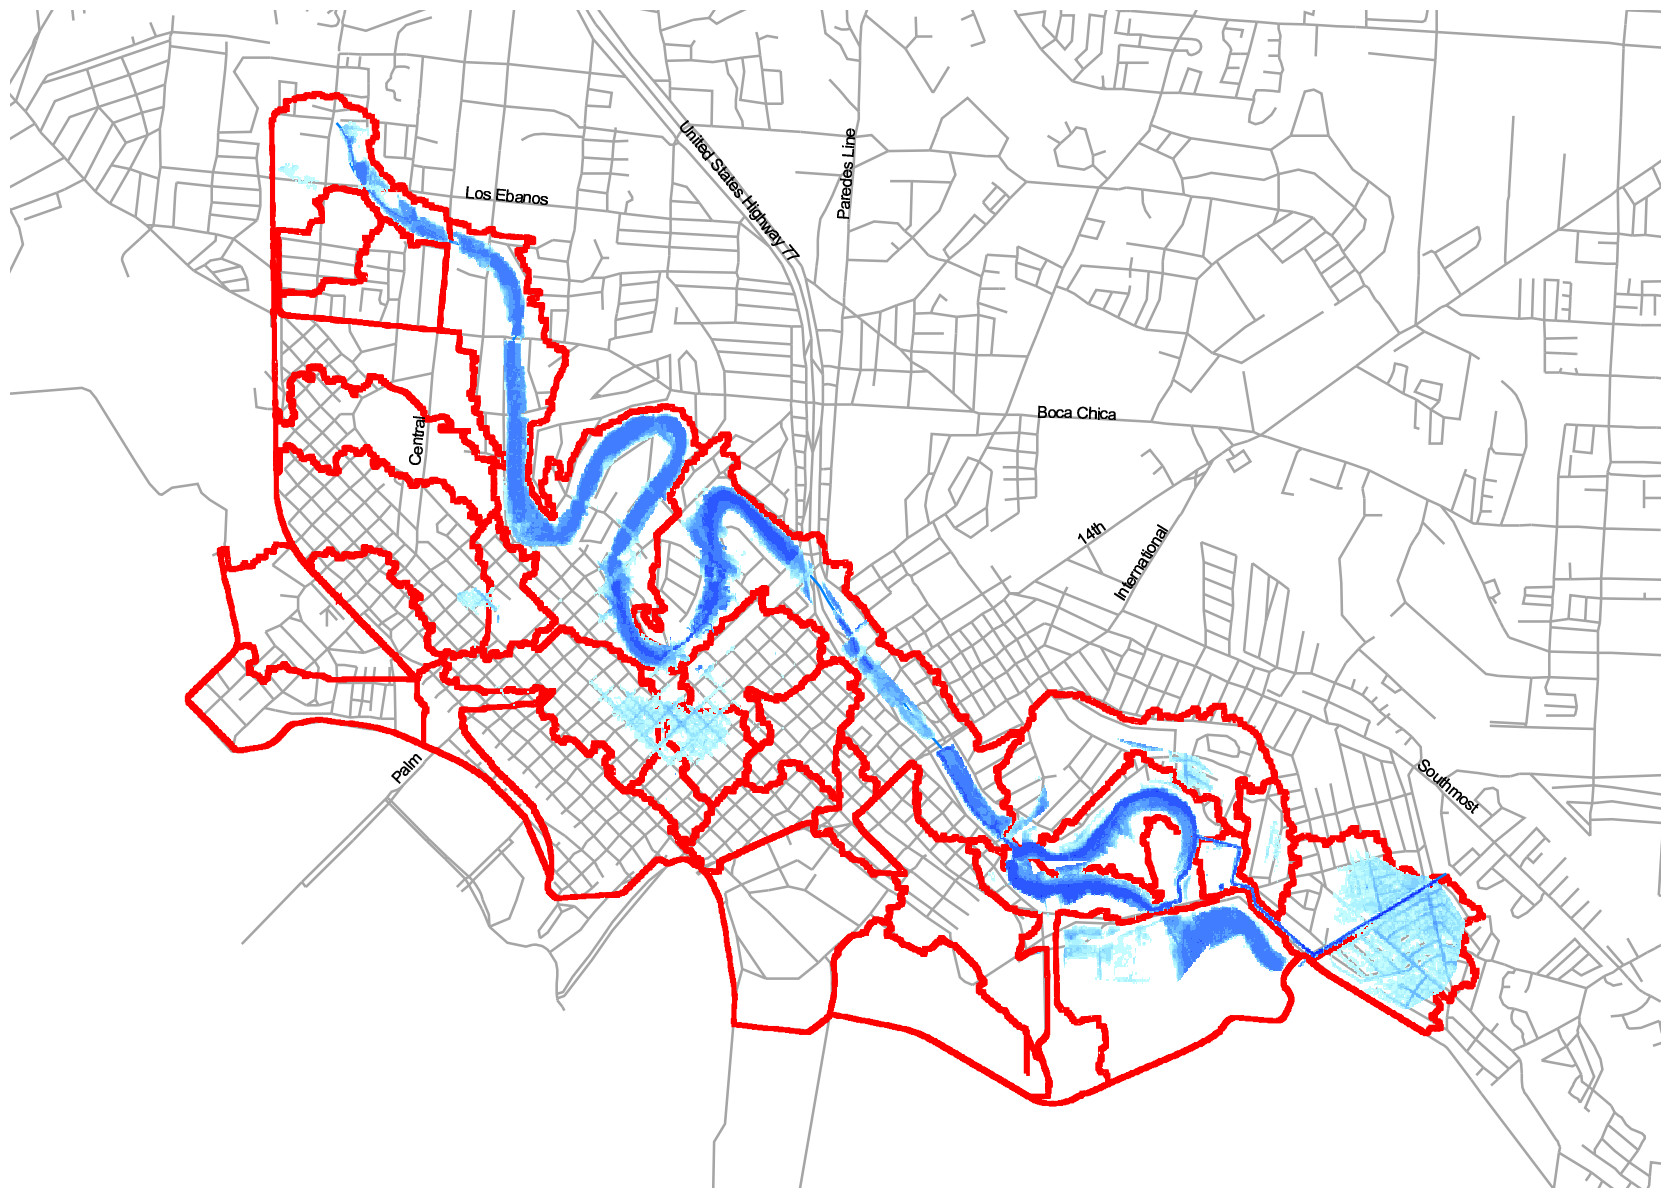 United States Highway 77
Paredes Line
Los Ebanos
Boca Chica
Central
14th
International
Palm
Southmost